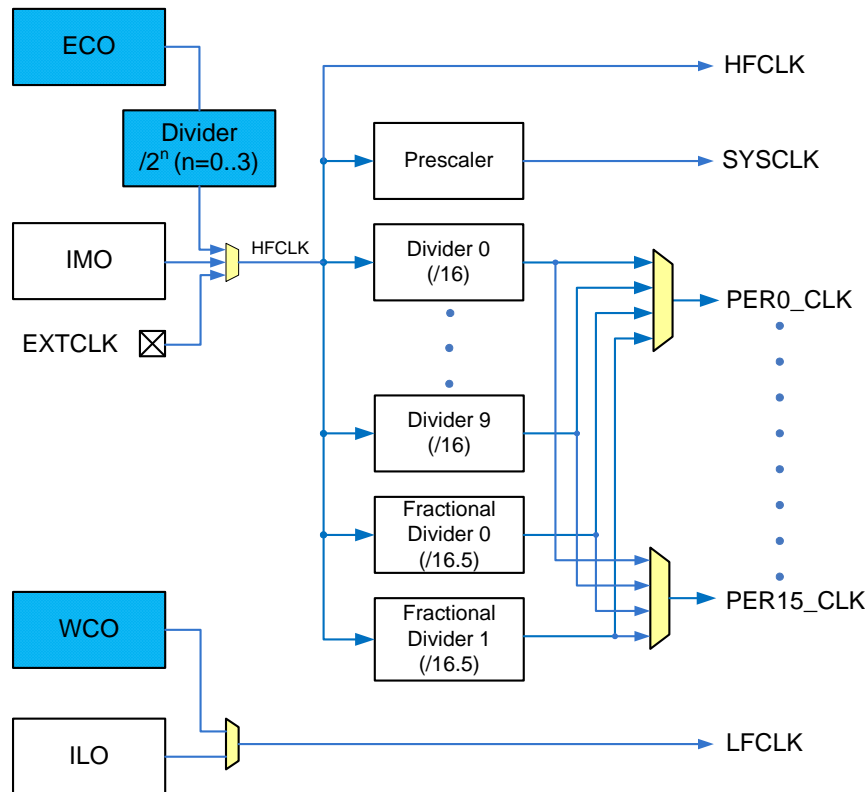 ECO
HFCLK
Divider
/2ⁿ (n=0..3)
Prescaler
SYSCLK
IMO
HFCLK
Divider 0
(/16)
PER0_CLK
EXTCLK
Divider 9
(/16)
Fractional
Divider 0
(/16.5)
WCO
Fractional
Divider 1
(/16.5)
PER15_CLK
ILO
LFCLK